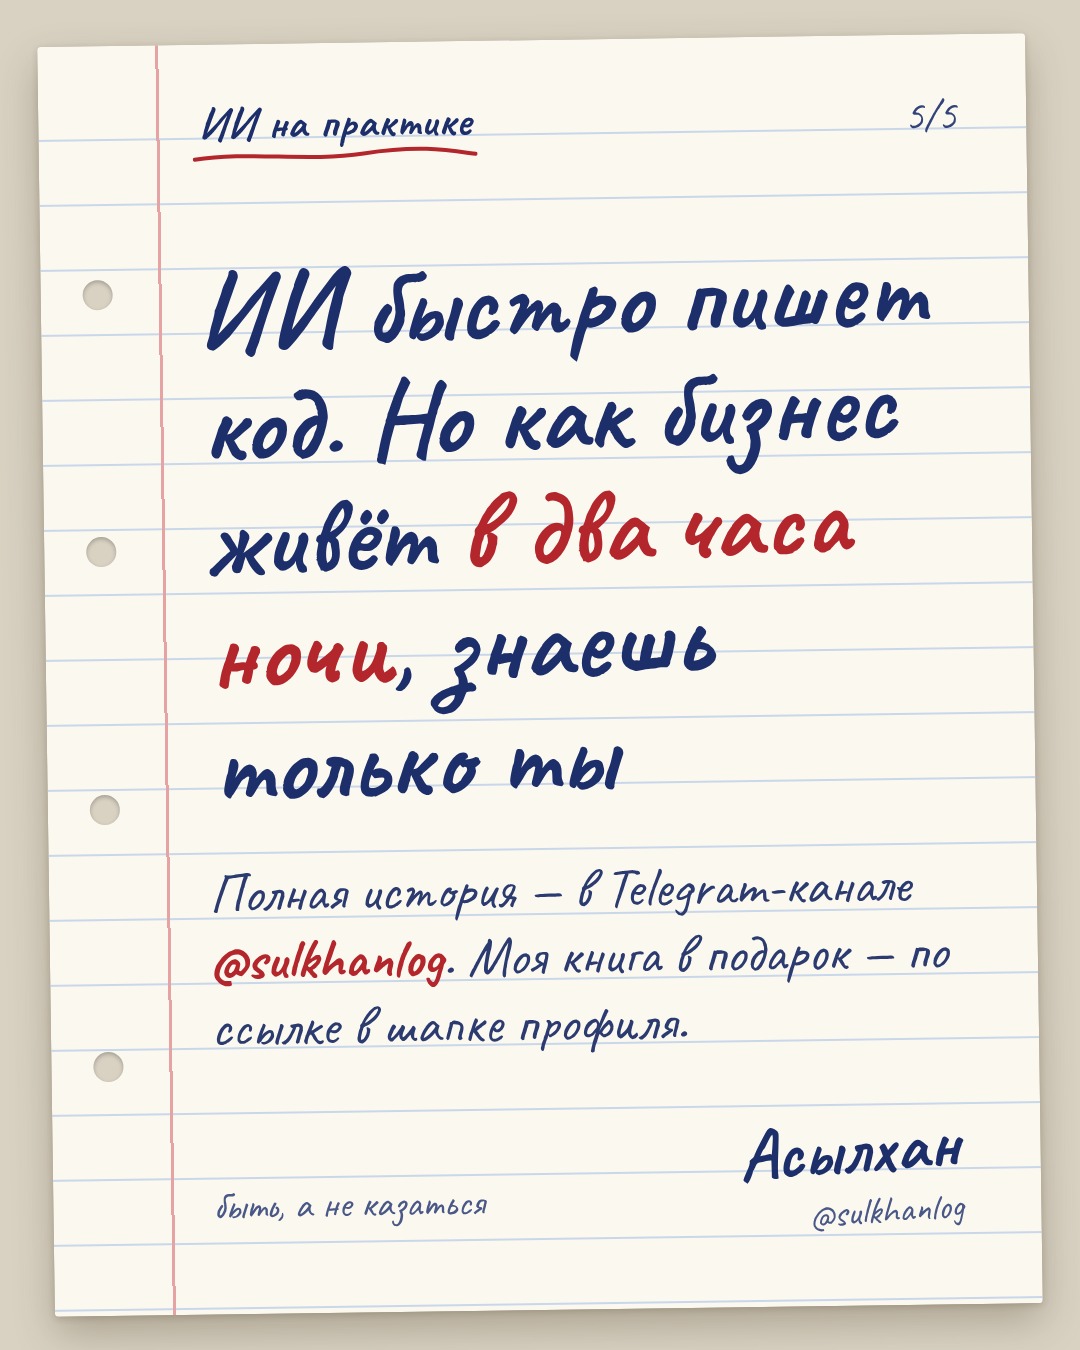 ИИ на практике
5/5
ИИ быстро пишет
код. Но как бизнес
живёт в два часа
ночи, знаешь
только ты
Полная история — в Telegram-канале
@sulkhanlog. Моя книга в подарок — по
ссылке в шапке профиля.
Асылхан
быть, а не казаться
@sulkhanlog